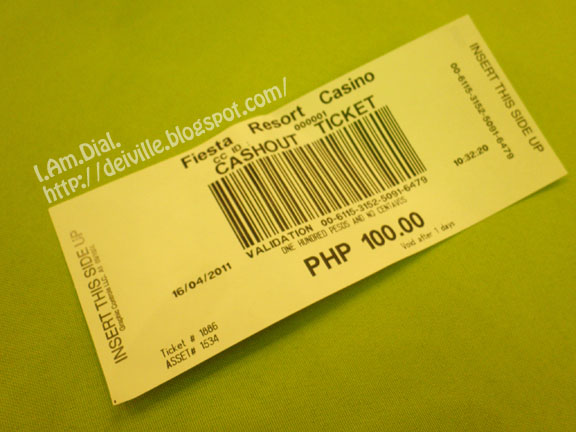 I.Am.Dial.
http://deiville.blogspot.com/
Fiesta Resort Casino
000001
CASHOUT TICKET
INSERT THIS SIDE UP
00-6115-3152-5091-6479
VALIDATION 00-6115-3152-5091-6479
16/04/2011
10:32:20
ONE HUNDRED PESOS AND NO CENTAVOS
PHP 100.00
Void after 1 days
Ticket # 1886
ASSET# 1534
INSERT THIS SIDE UP